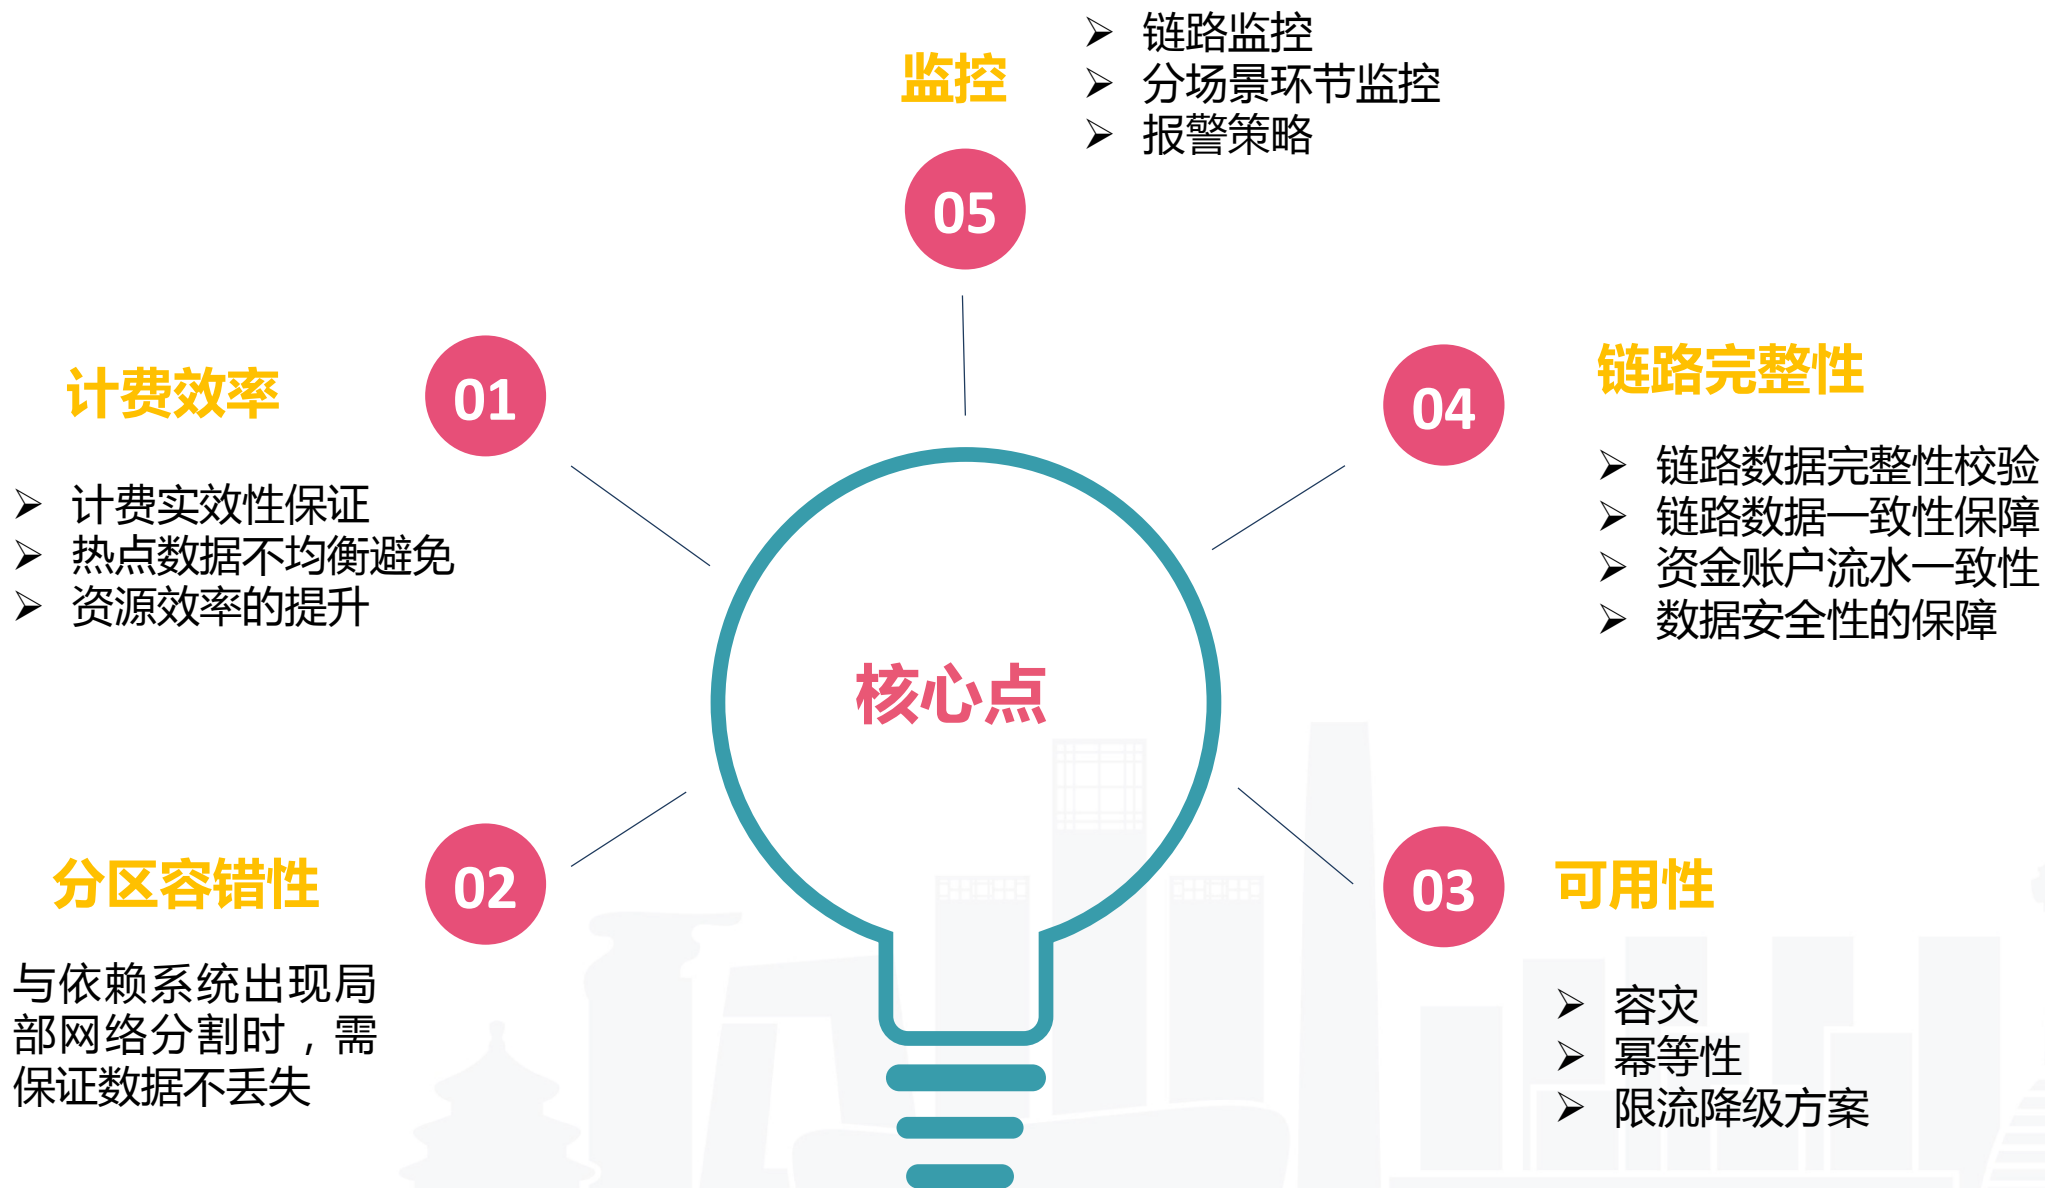 监控
链路监控
分场景环节监控
报警策略
05
计费效率
01
计费实效性保证
热点数据不均衡避免
资源效率的提升
04
链路完整性
链路数据完整性校验
链路数据一致性保障
资金账户流水一致性
数据安全性的保障
核心点
分区容错性
02
与依赖系统出现局
部网络分割时，需
保证数据不丢失
03
可用性
容灾
幂等性
限流降级方案